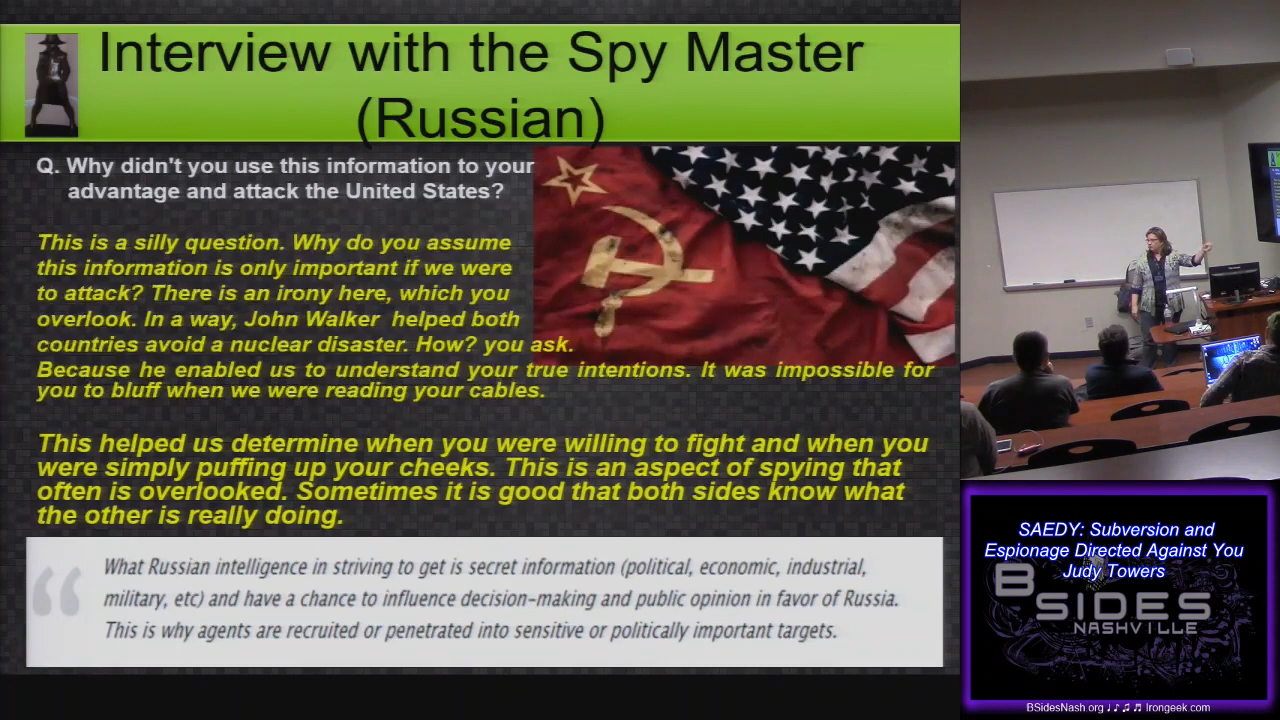 Interview with the Spy Master
(Russian)
Q. Why didn't you use this information to your
advantage and attack the United States?
This is a silly question. Why do you assume
this information is only important if we were
to attack? There is an irony here, which you
overlook. In a way, John Walker helped both
countries avoid a nuclear disaster. How? you ask.
Because he enabled us to understand your true intentions. It was impossible for
you to bluff when we were reading your cables.
This helped us determine when you were willing to fight and when you
were simply puffing up your cheeks. This is an aspect of spying that
often is overlooked. Sometimes it is good that both sides know what
the other is really doing.
What Russian intelligence in striving to get is secret information (political, economic, industrial,
military, etc) and have a chance to influence decision-making and public opinion in favor of Russia.
This is why agents are recruited or penetrated into sensitive or politically important targets.
SAEDY: Subversion and
Espionage Directed Against You
Judy Towers
B
SIDES
NASHVILLE
BSidesNash.org ♩ ♪ ♫ ♬ Irongeek.com